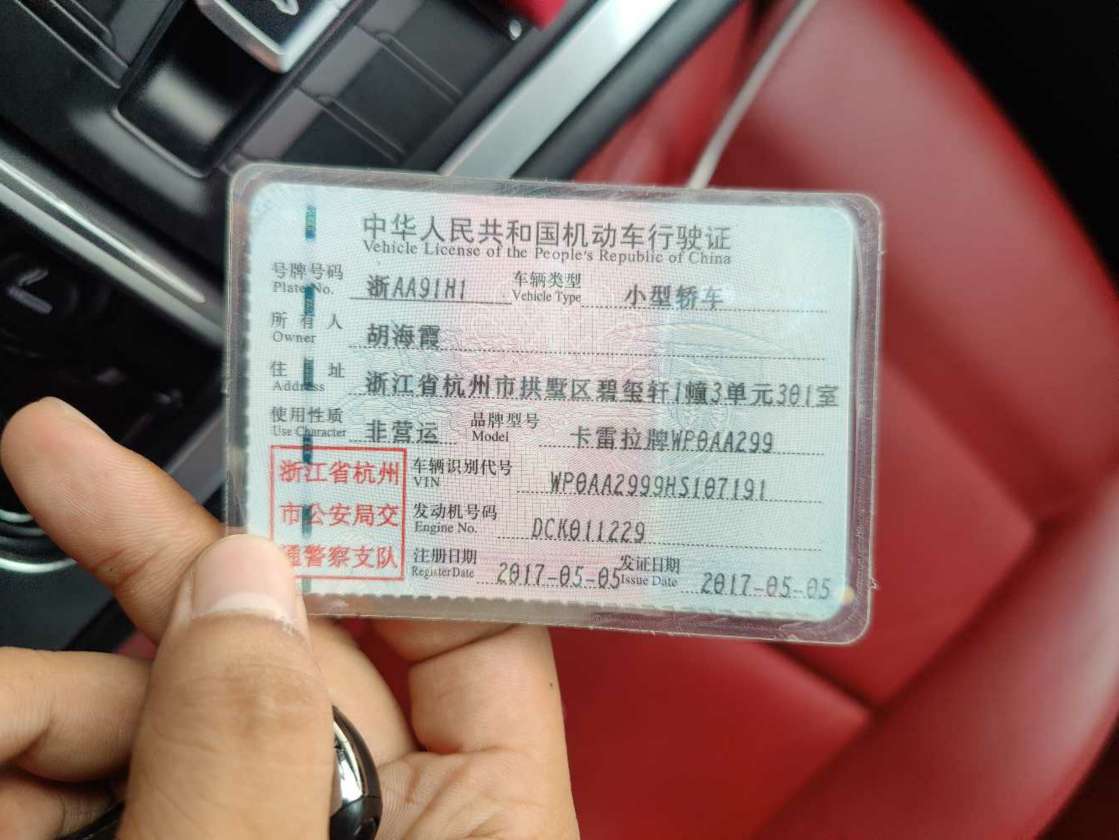 中华人民共和国机动车行驶证
Vehicle License of the People's Republic of China
号牌号码 浙AA91H1 车辆类型 小型轿车
Plate No. Vehicle Type
所有人 胡海霞
Owner
住址 浙江省杭州市拱墅区碧玺轩1幢3单元301室
Address
使用性质 非营运 品牌型号 卡雷拉牌WP0AA299
Use Character Model
浙江省杭州
市公安局交
通警察支队
车辆识别代号 WP0AA2999HS107191
VIN
发动机号码 DCK011229
Engine No.
注册日期 2017-05-05 发证日期 2017-05-05
Register Date Issue Date